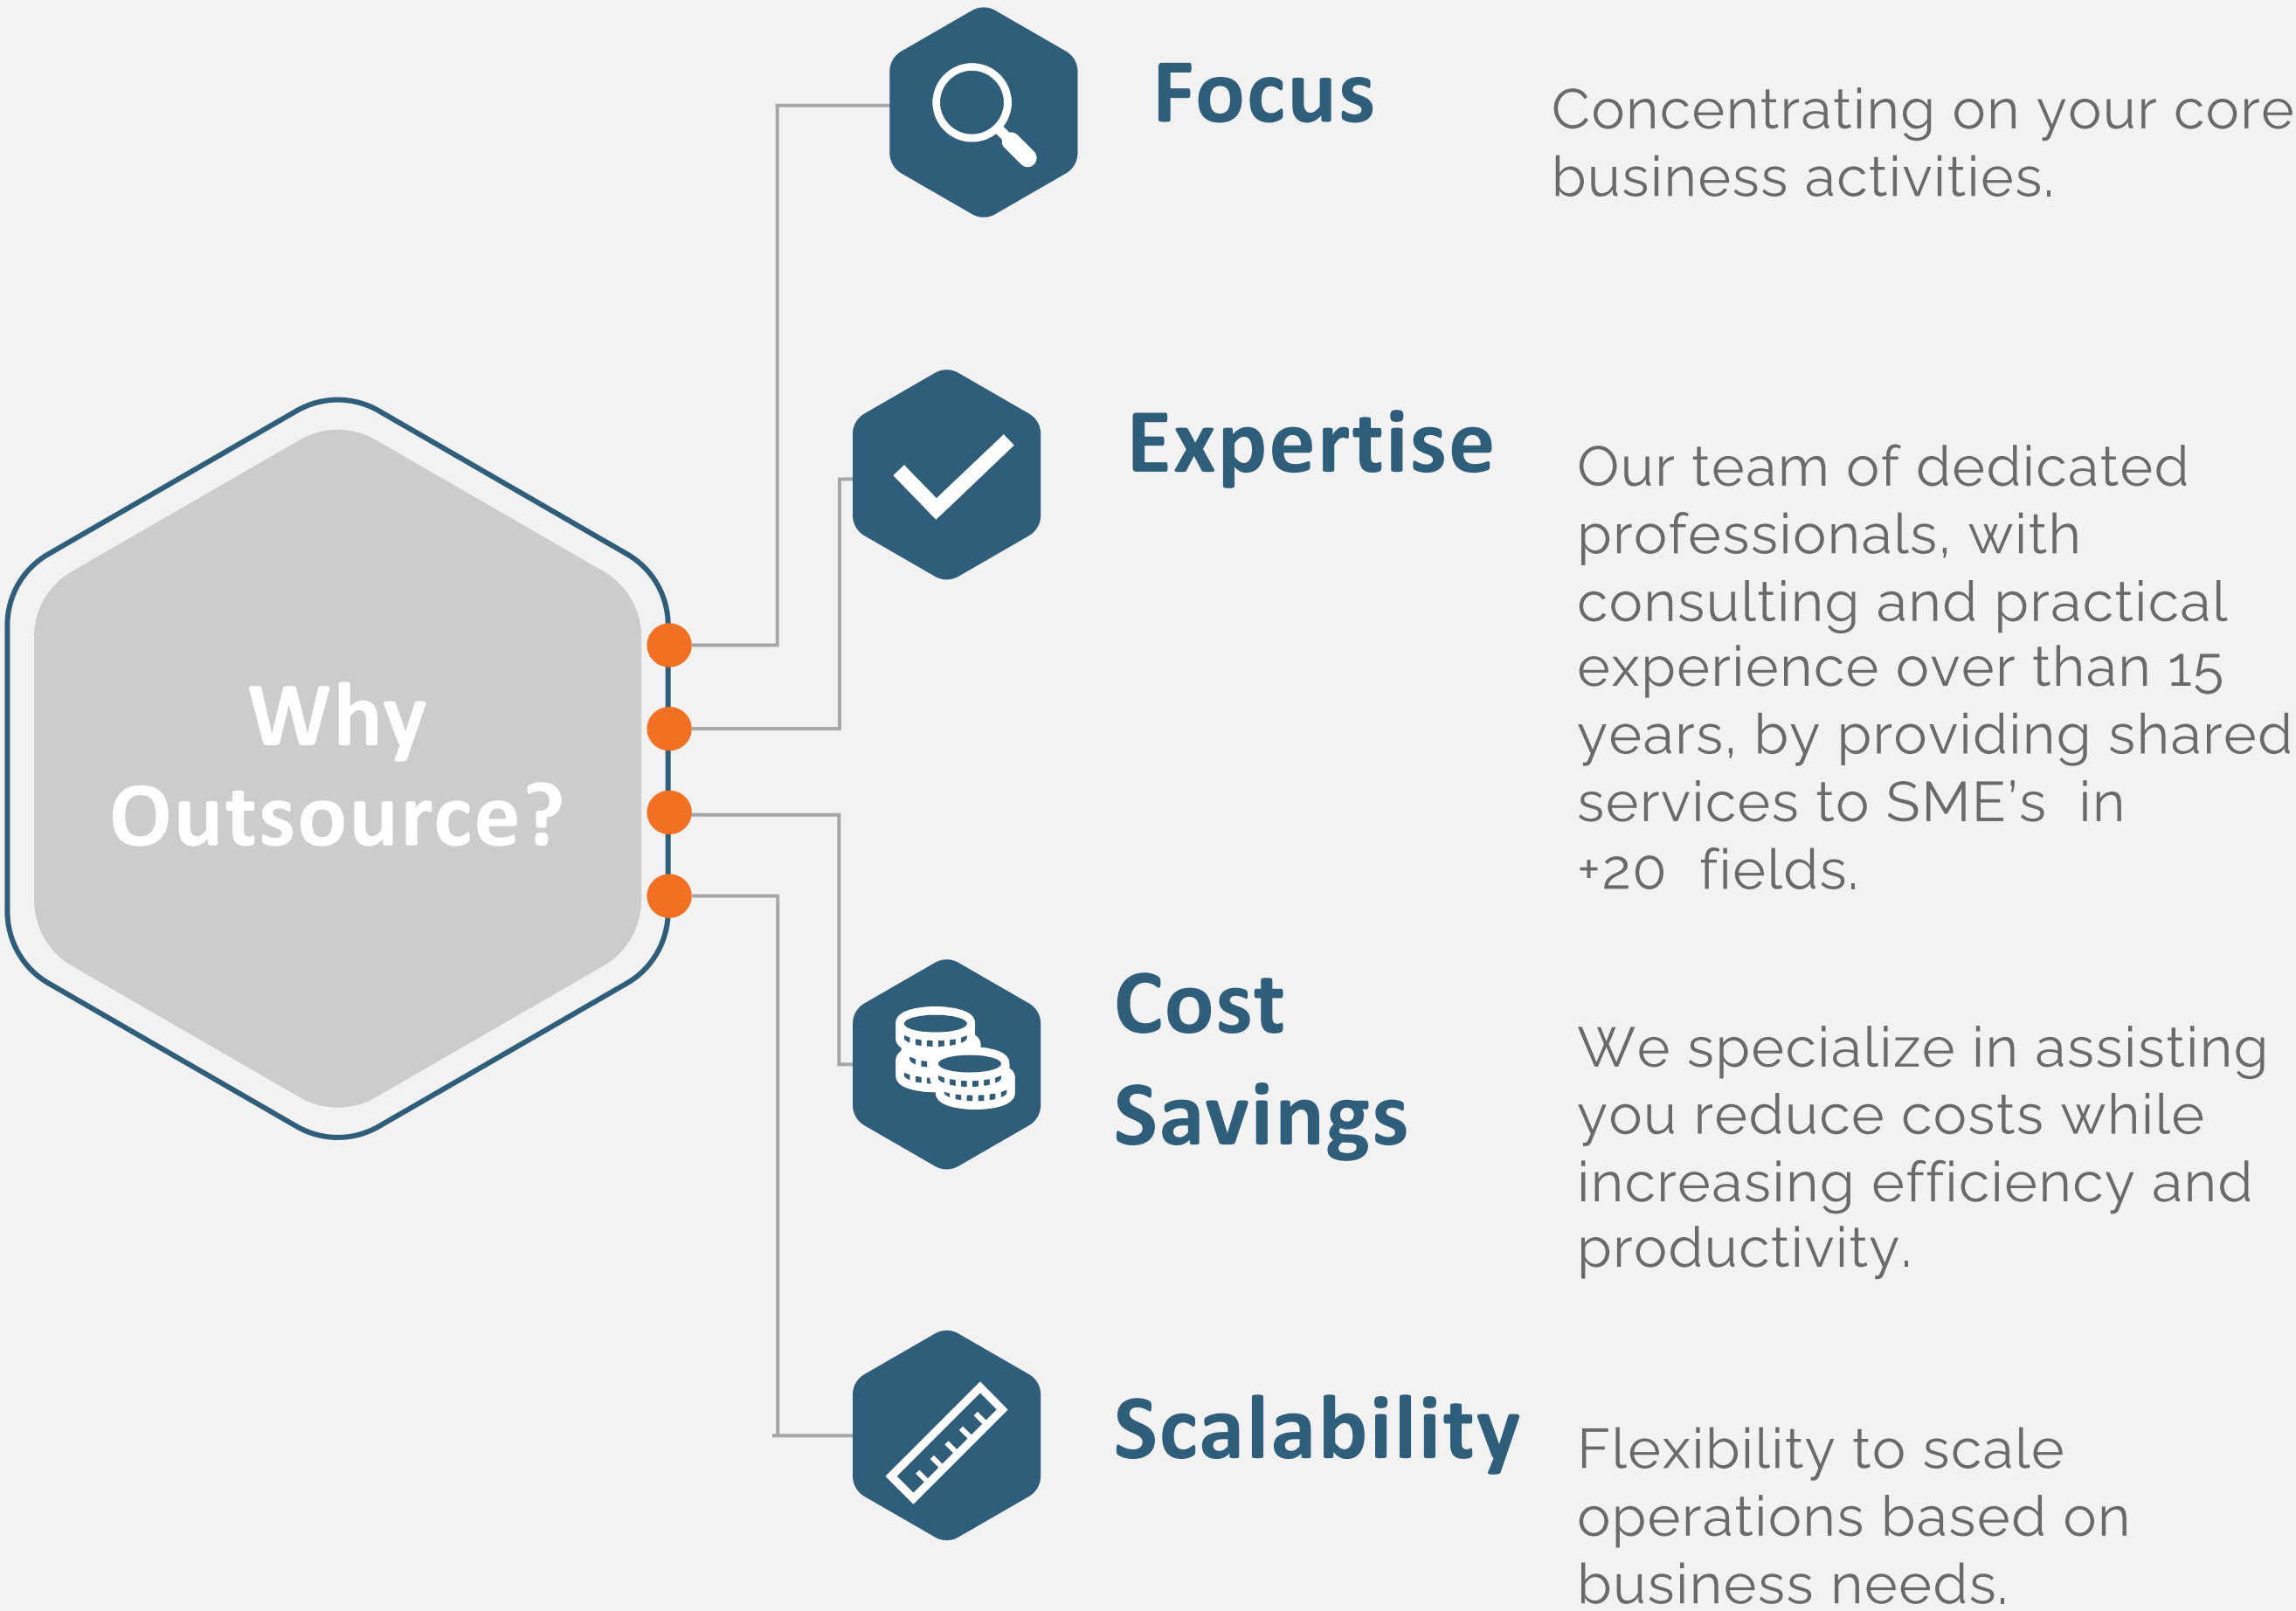 Why
Outsource?
Focus
Concentrating on your core
business activities.
Expertise
Our team of dedicated
professionals, with
consulting and practical
experience over than 15
years, by providing shared
services to SME’s  in
+20  fields.
Cost
Savings
We specialize in assisting
you reduce costs while
increasing efficiency and
productivity.
Scalability
Flexibility to scale
operations based on
business needs.